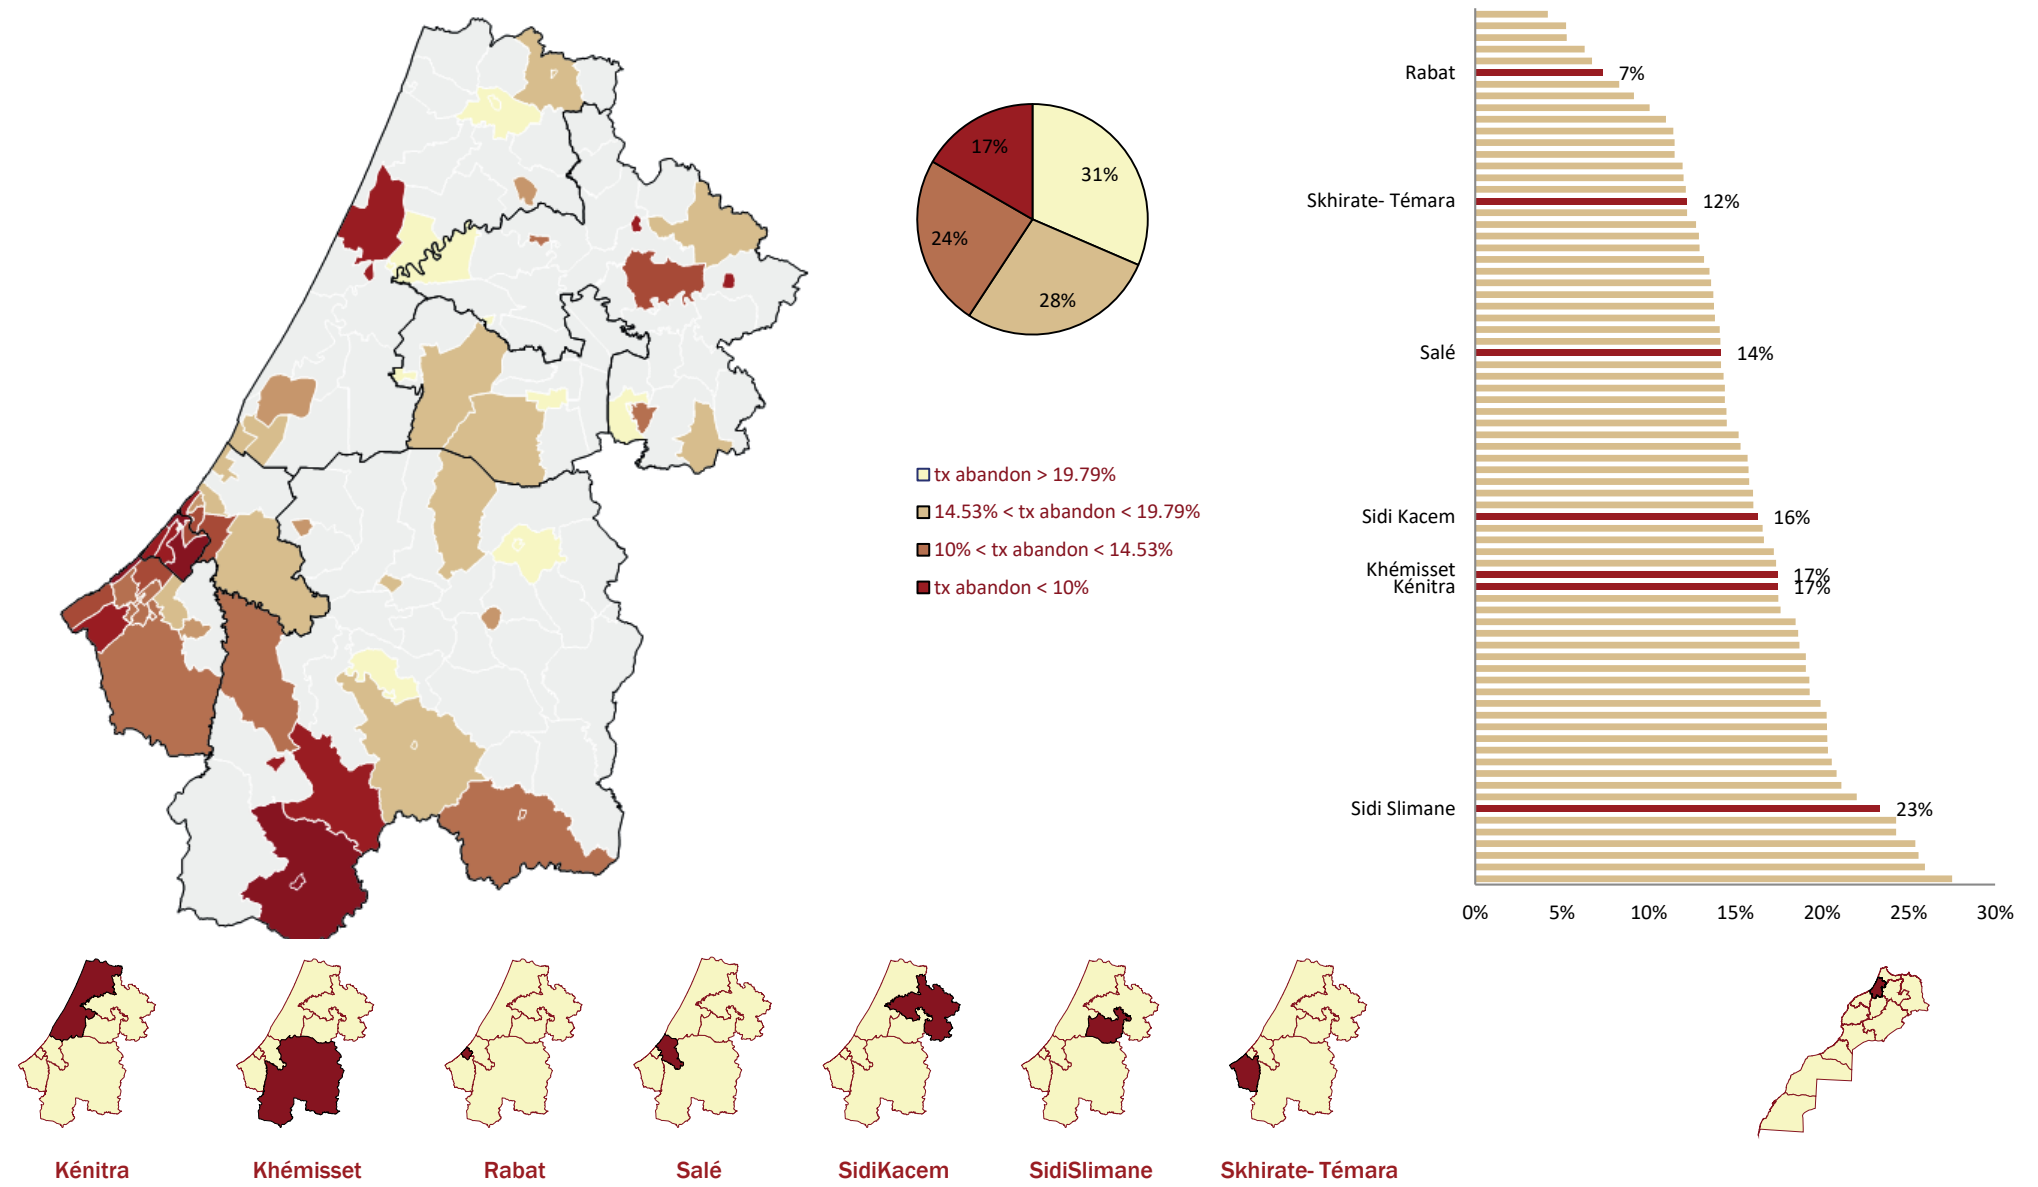 17%
31%
24%
28%
tx abandon > 19.79%
14.53% < tx abandon < 19.79%
10% < tx abandon < 14.53%
tx abandon < 10%
Rabat 7%
Skhirate- Témara 12%
Salé 14%
Sidi Kacem 16%
Khémisset 17%
Kénitra 17%
Sidi Slimane 23%
0% 5% 10% 15% 20% 25% 30%
Kénitra Khémisset Rabat Salé SidiKacem SidiSlimane Skhirate- Témara